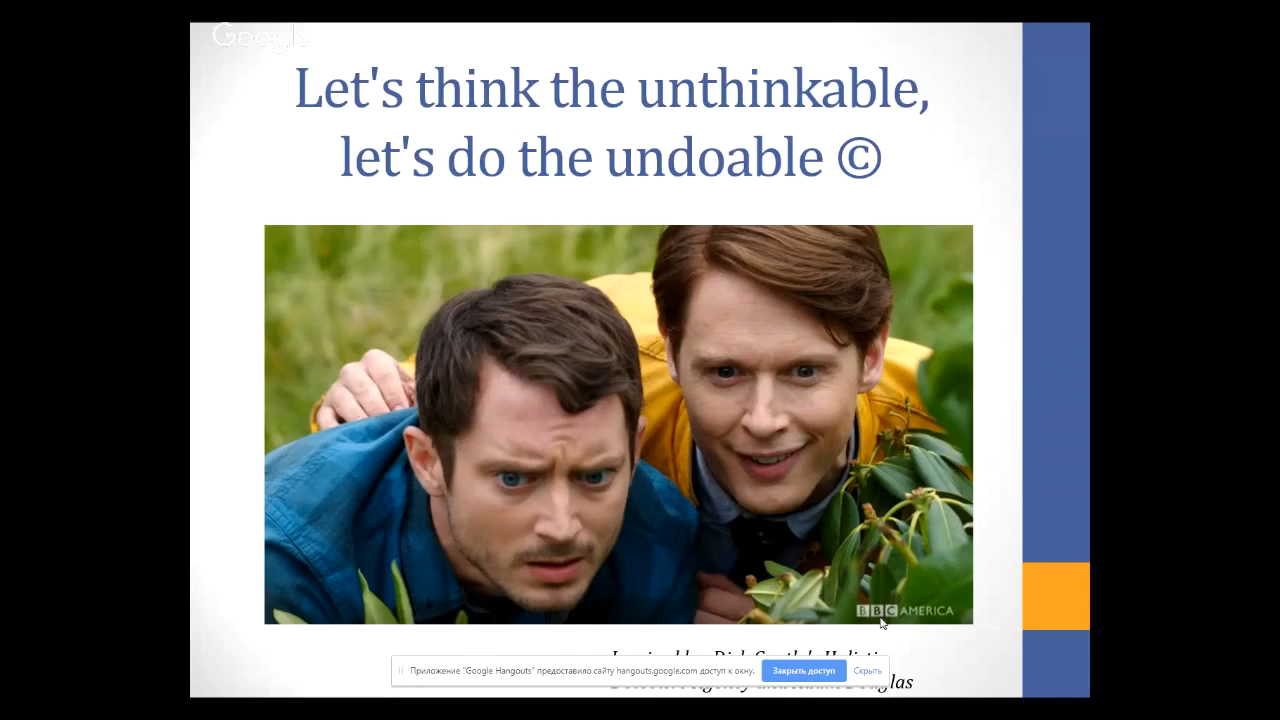 Google
Let's think the unthinkable,
let's do the undoable ©
BBC AMERICA
Приложение "Google Hangouts" предоставило сайту hangouts.google.com доступ к окну.
Закрыть доступ
Скрыть